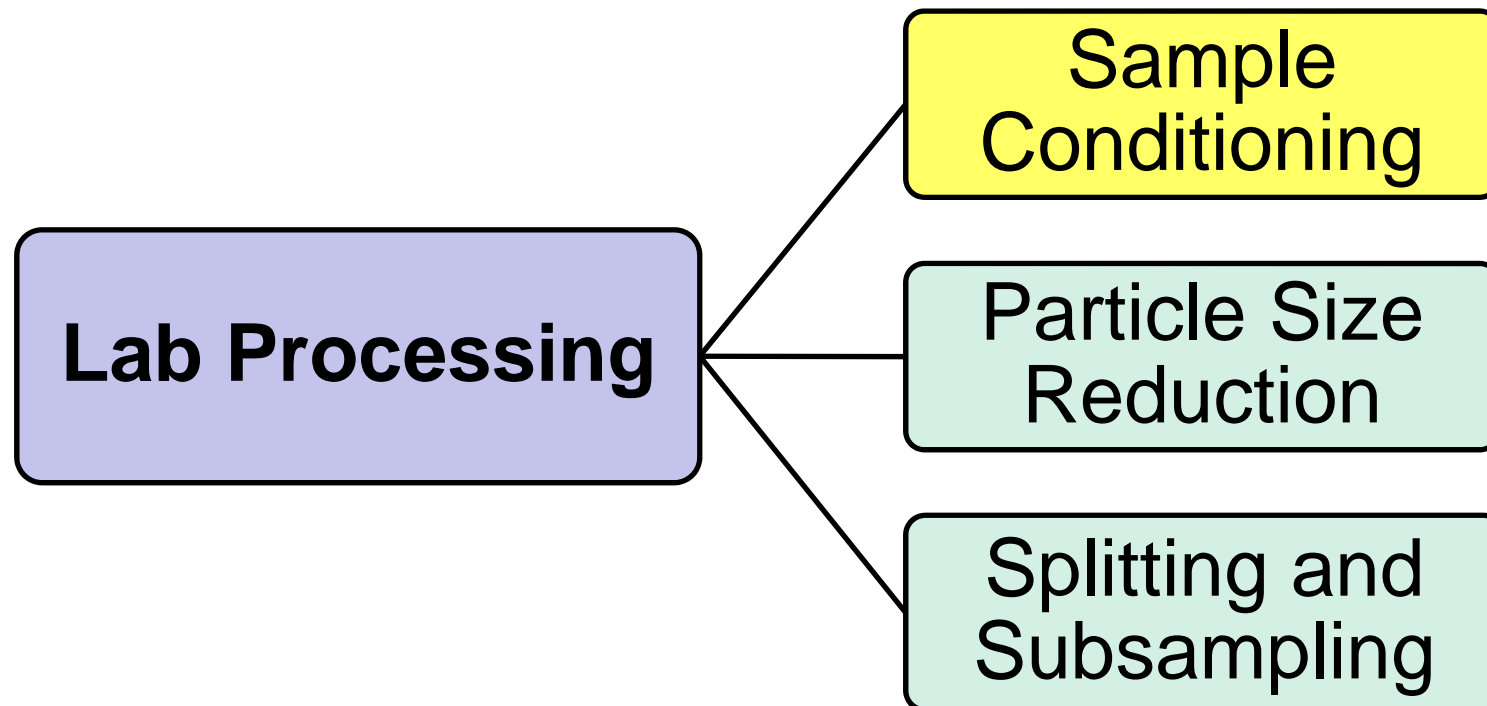 Sample
Conditioning
Lab Processing
Particle Size
Reduction
Splitting and
Subsampling